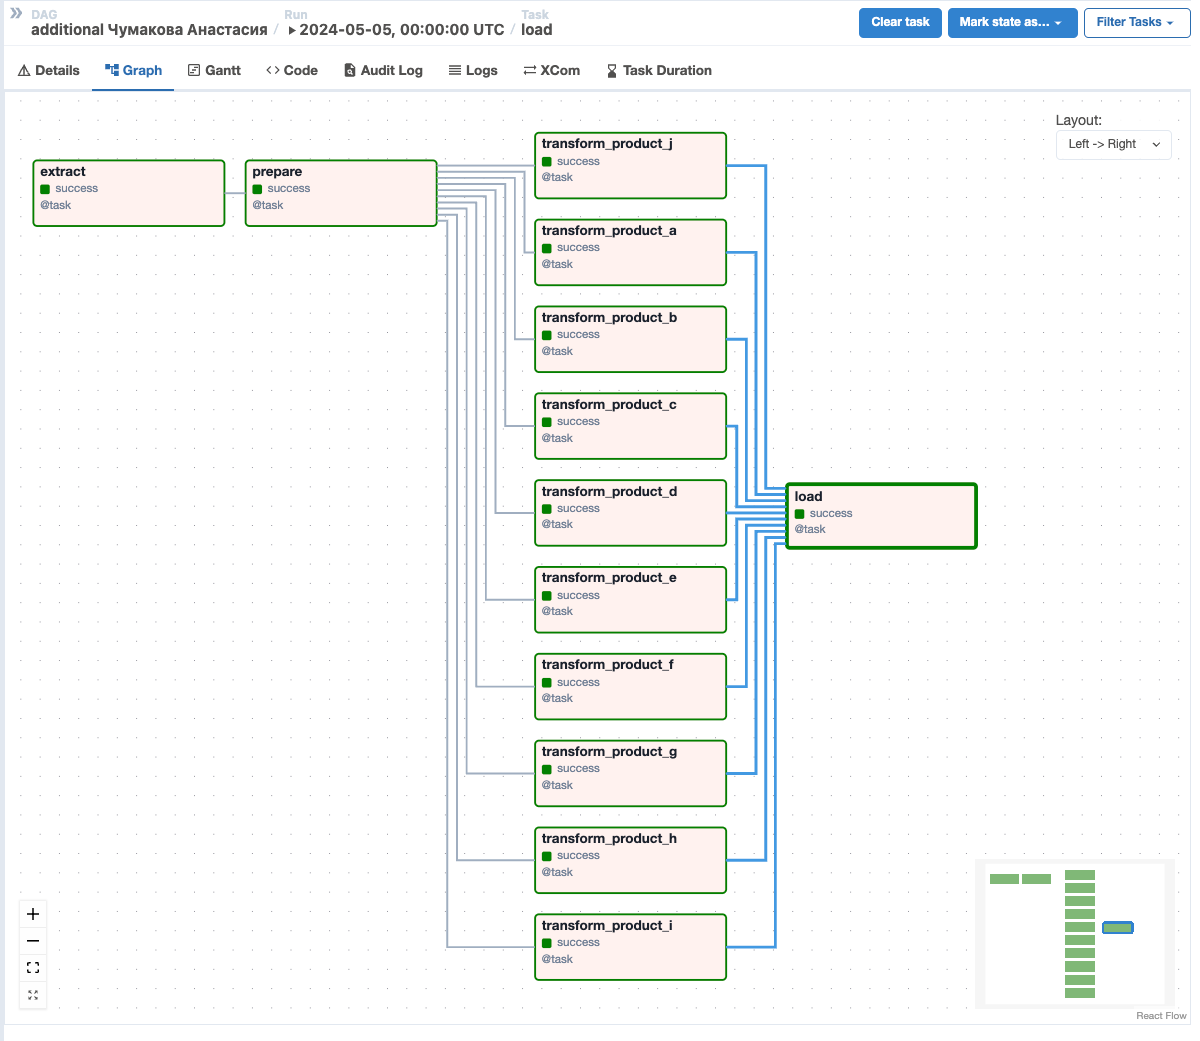 DAG
additional Чумакова Анастасия
/
Run
2024-05-05, 00:00:00 UTC
/
Task
load
Clear task
Mark state as...
Filter Tasks
Details
Graph
Gantt
Code
Audit Log
Logs
XCom
Task Duration
Layout:
Left -> Right
extract
success
@task
prepare
success
@task
transform_product_j
success
@task
transform_product_a
success
@task
transform_product_b
success
@task
transform_product_c
success
@task
transform_product_d
success
@task
transform_product_e
success
@task
transform_product_f
success
@task
transform_product_g
success
@task
transform_product_h
success
@task
transform_product_i
success
@task
load
success
@task
React Flow